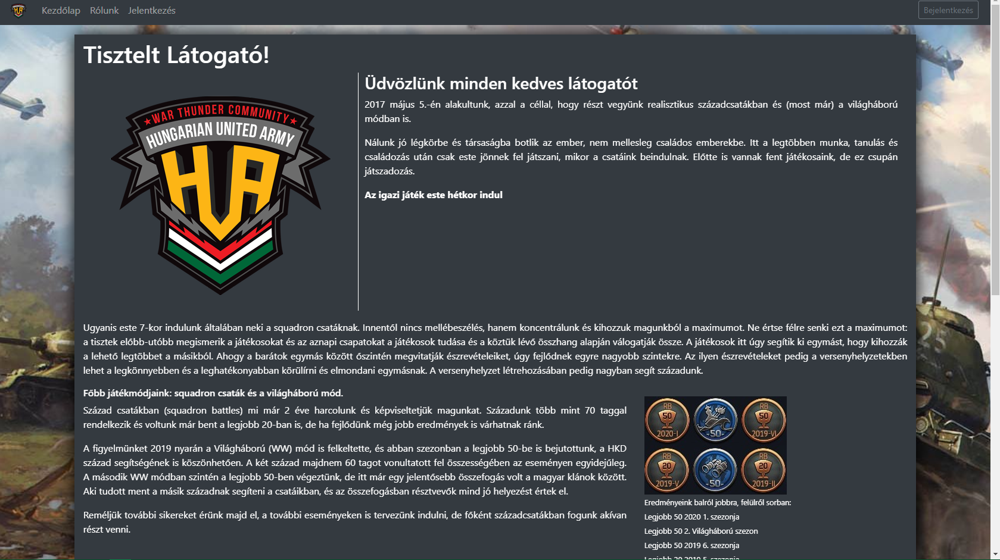 Kezdőlap Rólunk Jelentkezés Bejelentkezés
Tisztelt Látogató!
WAR THUNDER COMMUNITY
HUNGARIAN UNITED ARMY
HUA
Üdvözlünk minden kedves látogatót
2017 május 5.-én alakultunk, azzal a céllal, hogy részt vegyünk realisztikus századcsatákban és (most már) a világháború
módban is.
Nálunk jó légkörbe és társaságba botlik az ember, nem mellesleg családos emberekbe. Itt a legtöbben munka, tanulás és
családozás után csak este jönnek fel játszani, mikor a csatáink beindulnak. Előtte is vannak fent játékosaink, de ez csupán
játszadozás.
Az igazi játék este hétkor indul
Ugyanis este 7-kor indulunk általában neki a squadron csatáknak. Innentől nincs mellébeszélés, hanem koncentrálunk és kihozzuk magunkból a maximumot. Ne értse félre senki ezt a maximumot:
a tisztek előbb-utóbb megismerik a játékosokat és az aznapi csapatokat a játékosok tudása és a köztük lévő összhang alapján válogatják össze. A játékosok itt úgy segítik ki egymást, hogy kihozzák
a lehető legtöbbet a másikból. Ahogy a barátok egymás között őszintén megvitatják észrevételeiket, úgy fejlődnek egyre nagyobb szintekre. Az ilyen észrevételeket pedig a versenyhelyzetekben
lehet a legkönnyebben és a leghatékonyabban körülírni és elmondani egymásnak. A versenyhelyzet létrehozásában pedig nagyban segít századunk.
Főbb játékmódjaink: squadron csaták és a világháború mód.
Század csatákban (squadron battles) mi már 2 éve harcolunk és képviseltetjük magunkat. Századunk több mint 70 taggal
rendelkezik és voltunk már bent a legjobb 20-ban is, de ha fejlődünk még jobb eredmények is várhatnak ránk.
A figyelmünket 2019 nyarán a Világháború (WW) mód is felkeltette, és abban szezonban a legjobb 50-be is bejutottunk, a HKD
század segítségének is köszönhetően. A két század majdnem 60 tagot vonultatott fel összességében az eseményen egyidejűleg.
A második WW módban szintén a legjobb 50-ben végeztünk, de itt már egy jelentősebb összefogás volt a magyar klánok között.
Aki tudott ment a másik századnak segíteni a csatáikban, és az összefogásban résztvevők mind jó helyezést értek el.
Reméljük további sikereket érünk majd el, a további eseményeken is tervezünk indulni, de főként századcsatákban fogunk akívan
részt venni.
RB RB
50 50
2020-I -50- 2019-VI
RB RB
20 20
2019-V -50- 2019-II
Eredményeink balról jobbra, felülről sorban:
Legjobb 50 2020 1. szezonja
Legjobb 50 2. Világháború szezon
Legjobb 50 2019 6. szezonja
Legjobb 20 2019 5. szezonja
25